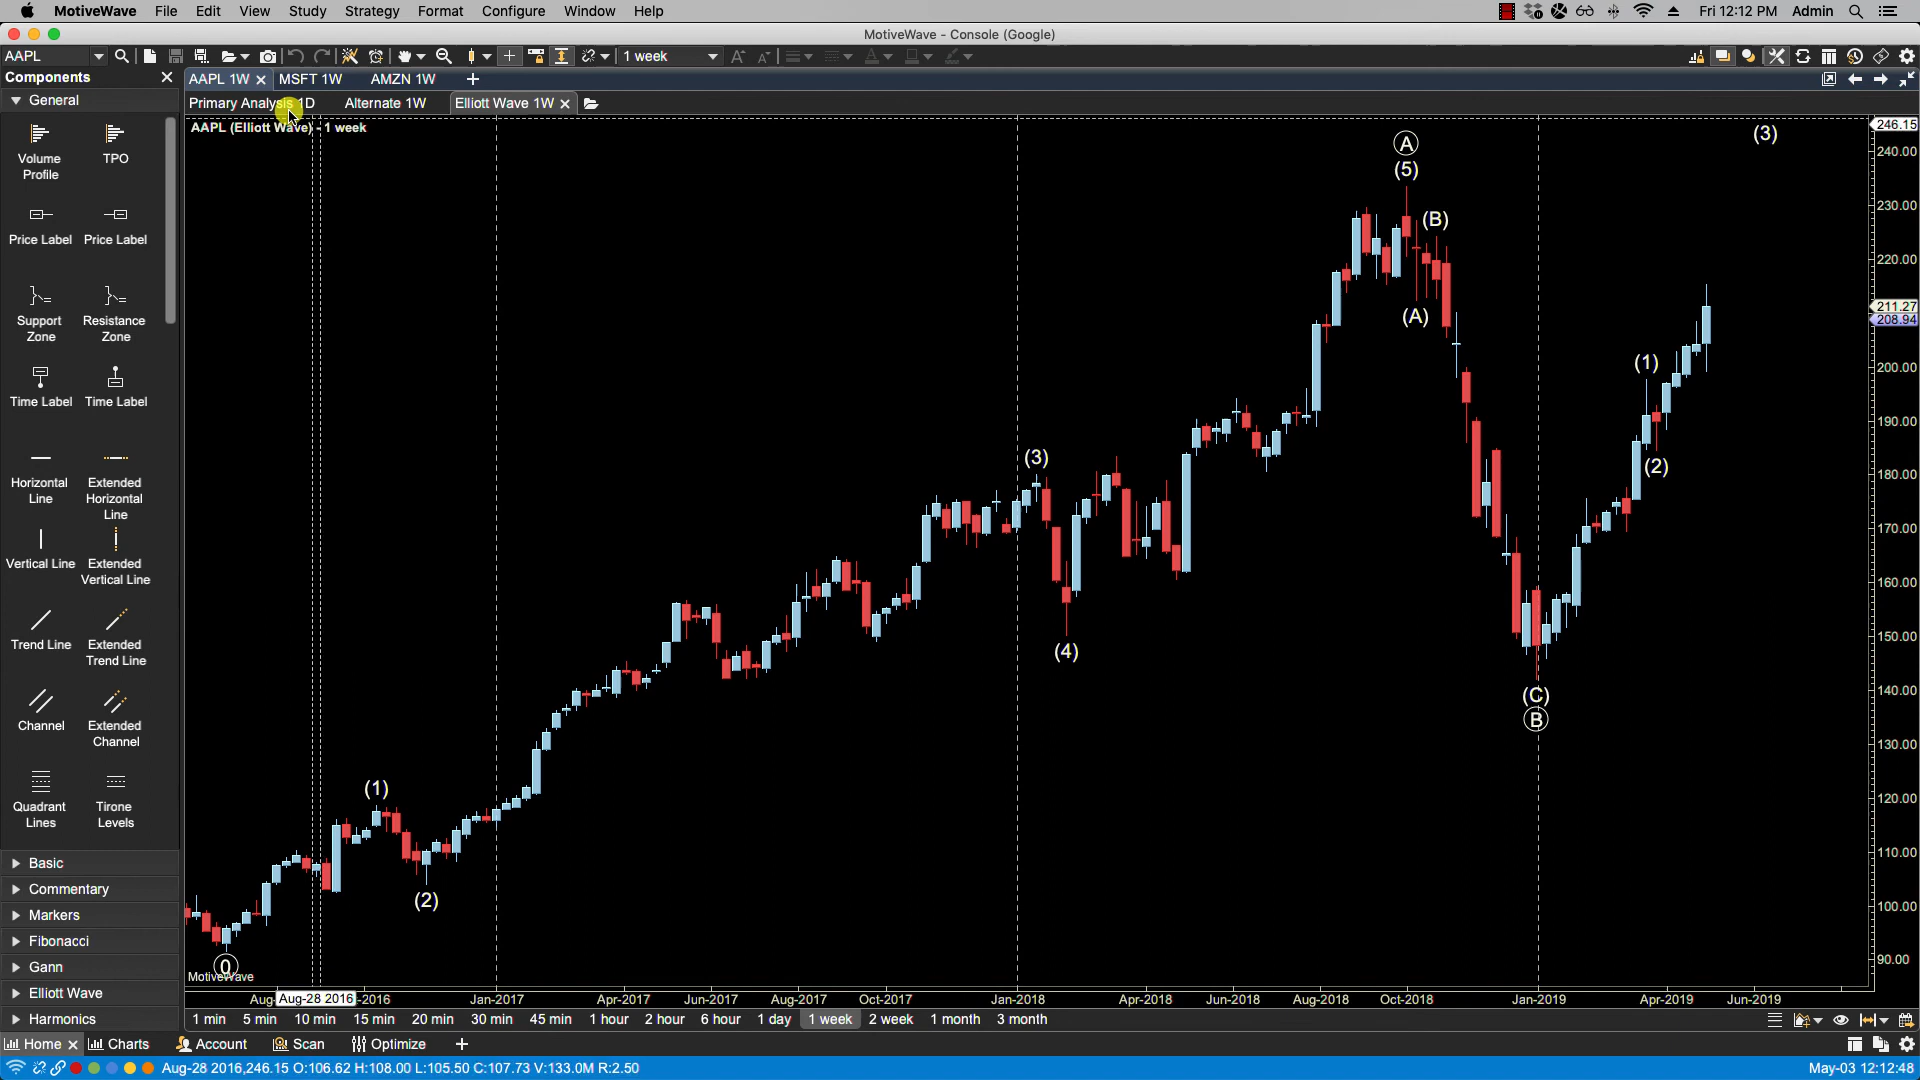 MotiveWave File Edit View Study Strategy Format Configure Window Help Fri 12:12 PM Admin
MotiveWave - Console (Google)
AAPL 1 week
Components
AAPL 1W MSFT 1W AMZN 1W
Primary Analysis 1D Alternate 1W Elliott Wave 1W
AAPL (Elliott Wave) - 1 week
General
Volume Profile
TPO
Price Label
Price Label
Support Zone
Resistance Zone
Time Label
Time Label
Horizontal Line
Extended Horizontal Line
Vertical Line
Extended Vertical Line
Trend Line
Extended Trend Line
Channel
Extended Channel
Quadrant Lines
Tirone Levels
Basic
Commentary
Markers
Fibonacci
Gann
Elliott Wave
Harmonics
0
(1)
(2)
(3)
(4)
A
(5)
(B)
(A)
(C)
B
(1)
(2)
(3)
246.15
240.00
230.00
220.00
211.27
208.94
200.00
190.00
180.00
170.00
160.00
150.00
140.00
130.00
120.00
110.00
100.00
90.00
MotiveWave
Aug- Aug-28 2016 -2016 Jan-2017 Apr-2017 Jun-2017 Aug-2017 Oct-2017 Jan-2018 Apr-2018 Jun-2018 Aug-2018 Oct-2018 Jan-2019 Apr-2019 Jun-2019
1 min 5 min 10 min 15 min 20 min 30 min 45 min 1 hour 2 hour 6 hour 1 day 1 week 2 week 1 month 3 month
Home Charts Account Scan Optimize
Aug-28 2016,246.15 O:106.62 H:108.00 L:105.50 C:107.73 V:133.0M R:2.50 May-03 12:12:48